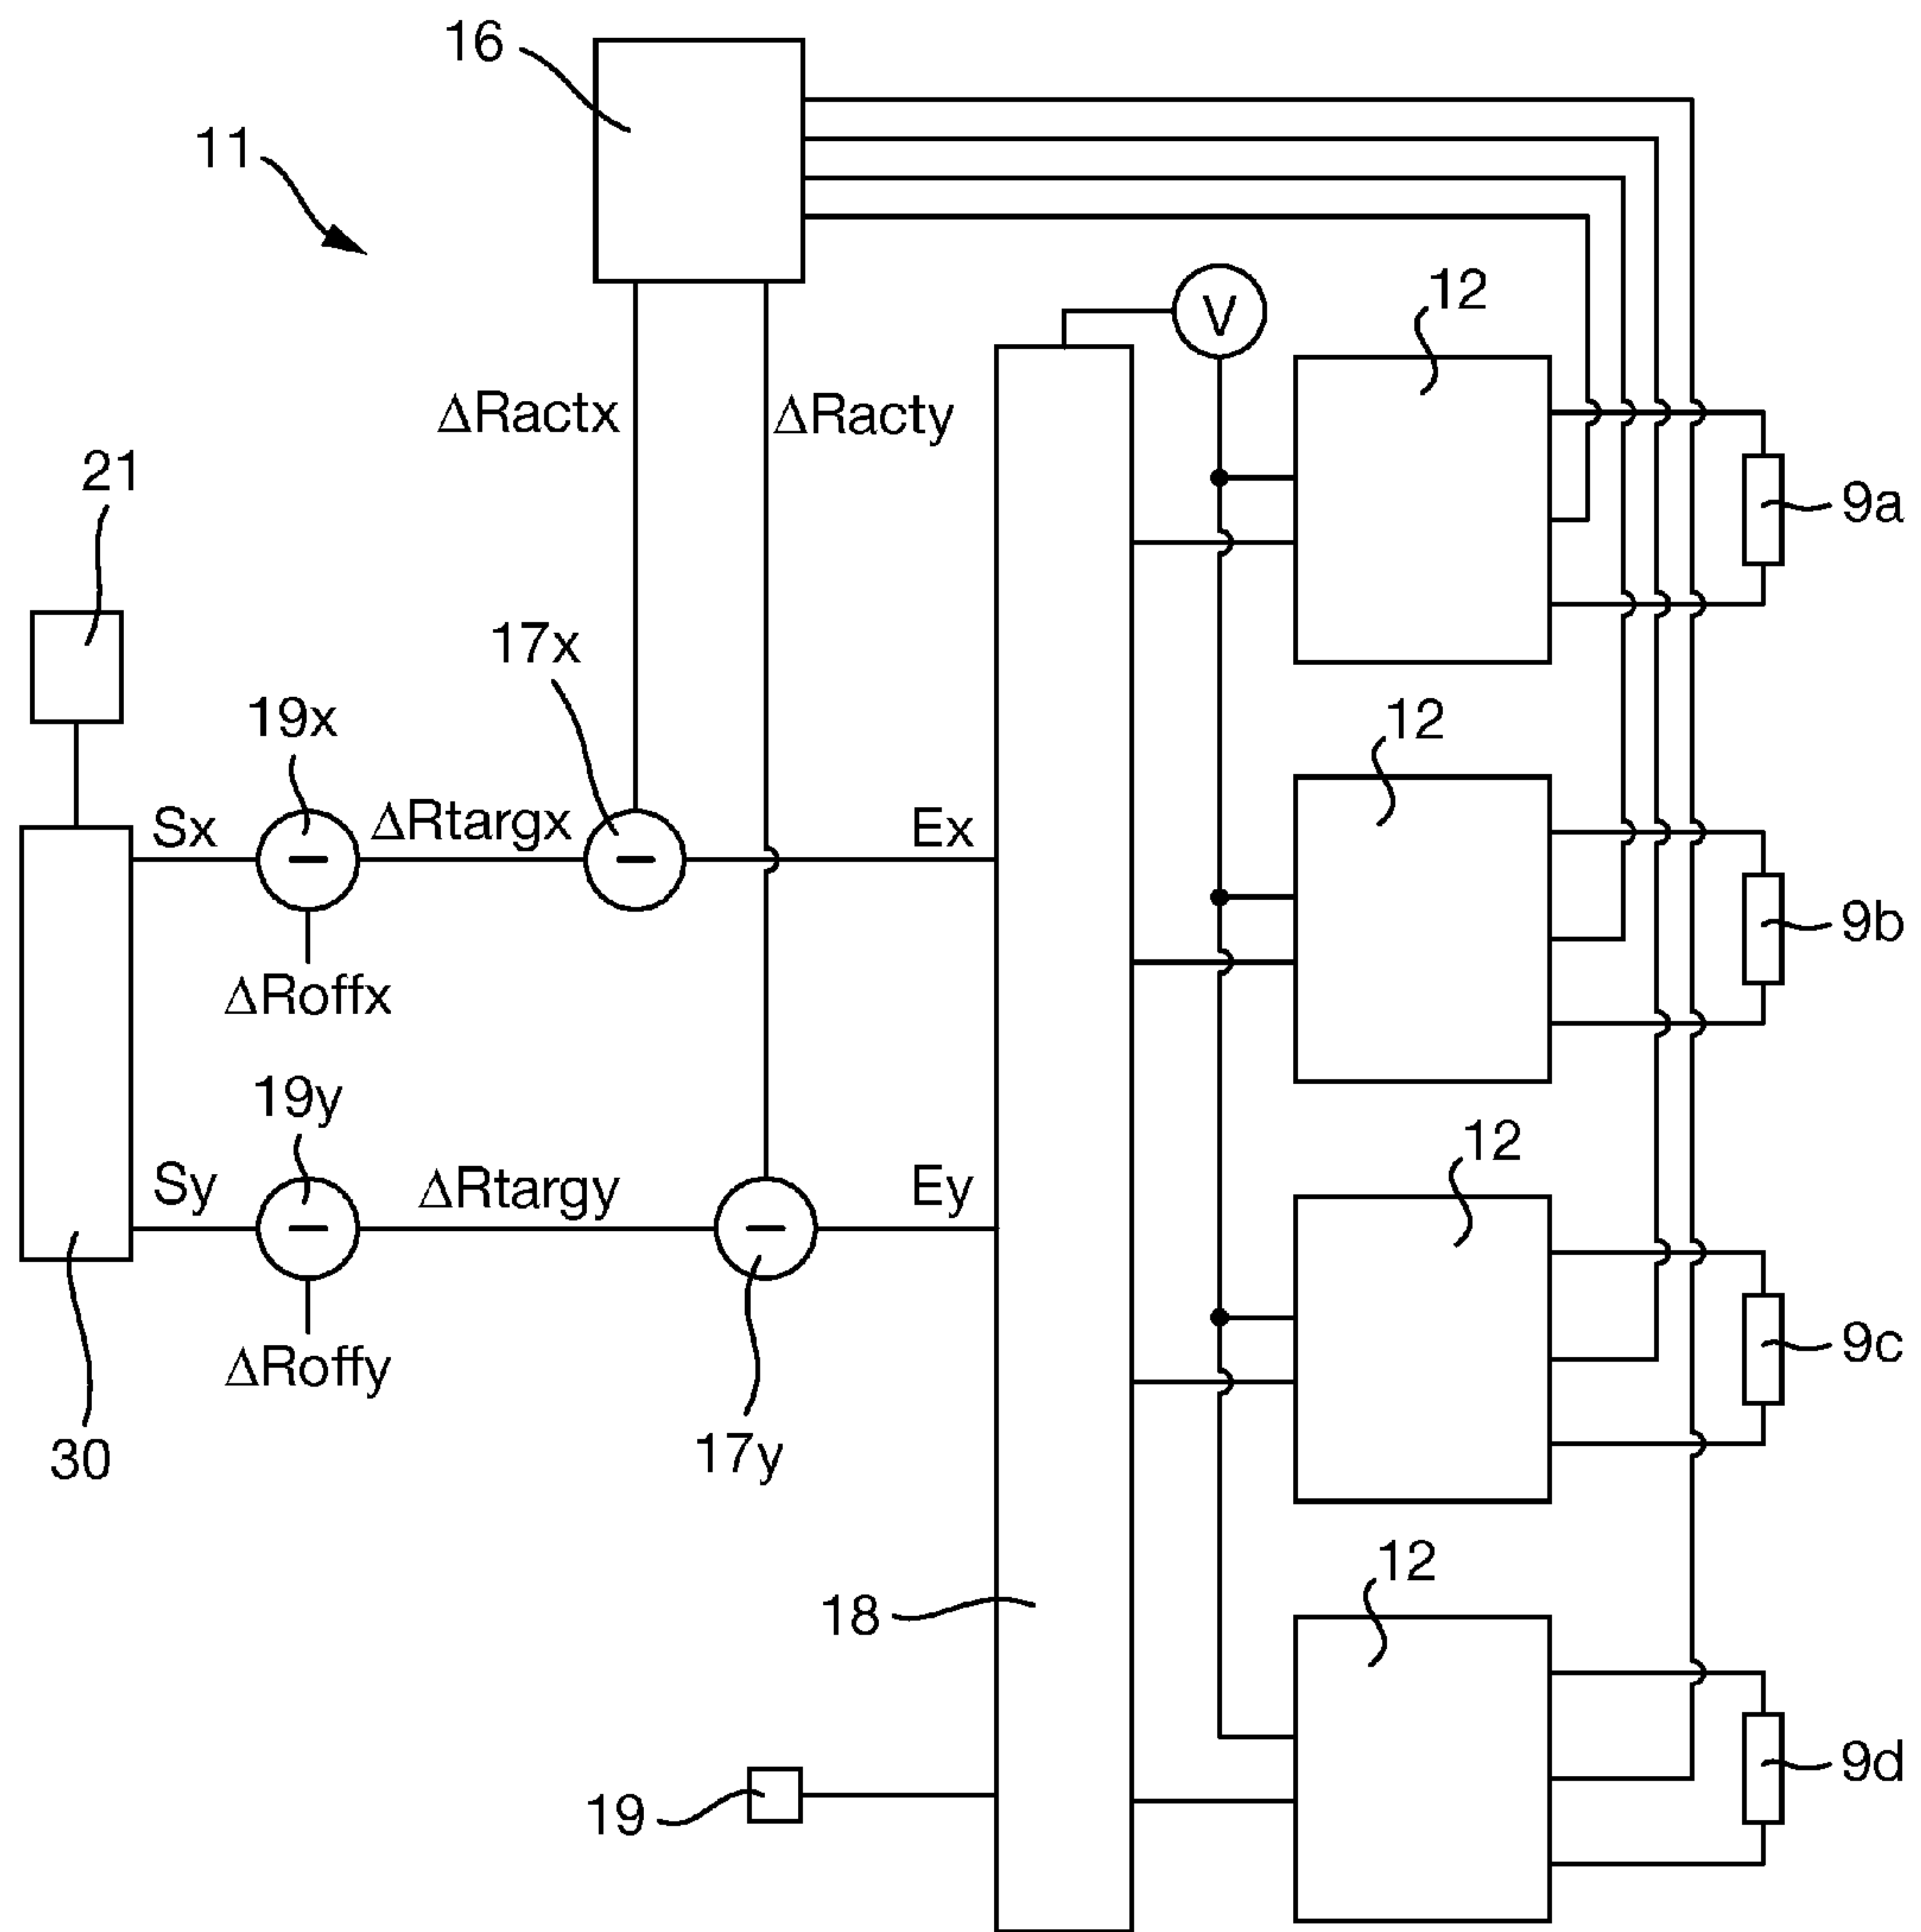 16
11
V
12
ΔRactx
ΔRacty
21
9a
17x
19x
12
Sx
ΔRtargx
Ex
9b
ΔRoffx
19y
12
Sy
ΔRtargy
Ey
9c
ΔRoffy
30
17y
12
18
9d
19